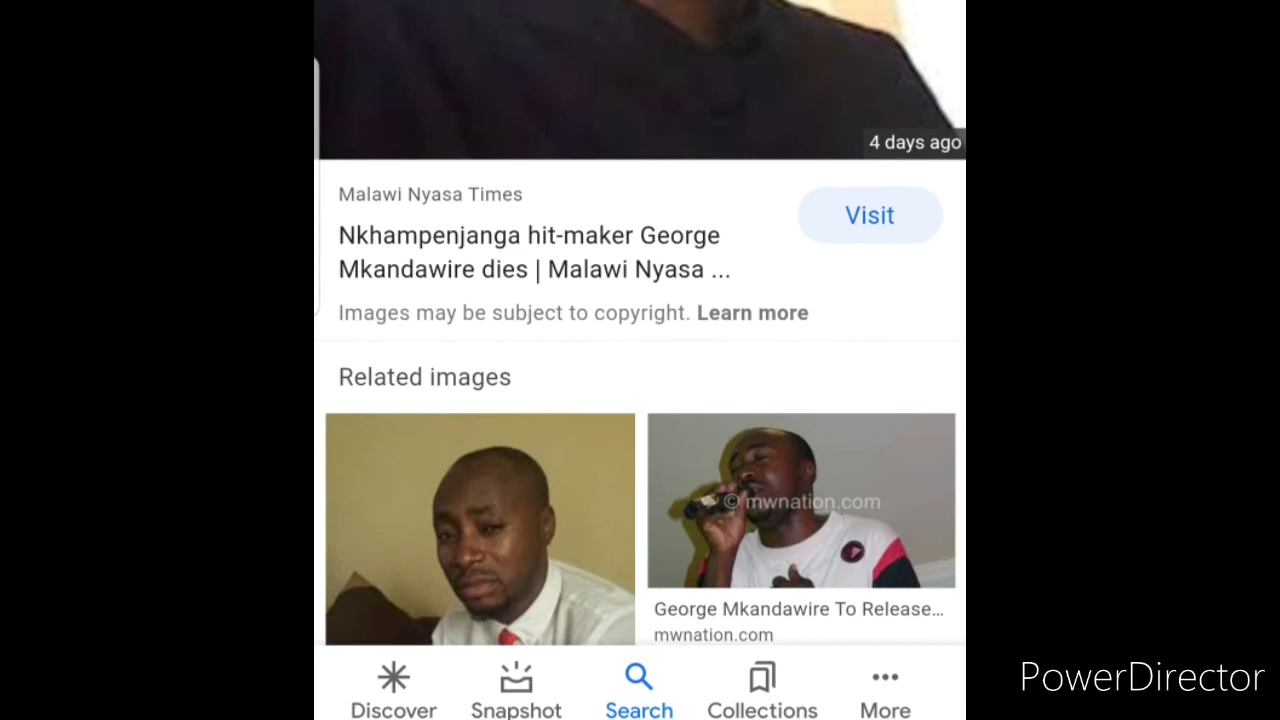 4 days ago
Malawi Nyasa Times
Visit
Nkhampenjanga hit-maker George
Mkandawire dies | Malawi Nyasa ...
Images may be subject to copyright. Learn more
Related images
© mwnation.com
George Mkandawire To Release...
mwnation.com
Discover
Snapshot
Search
Collections
More
PowerDirector